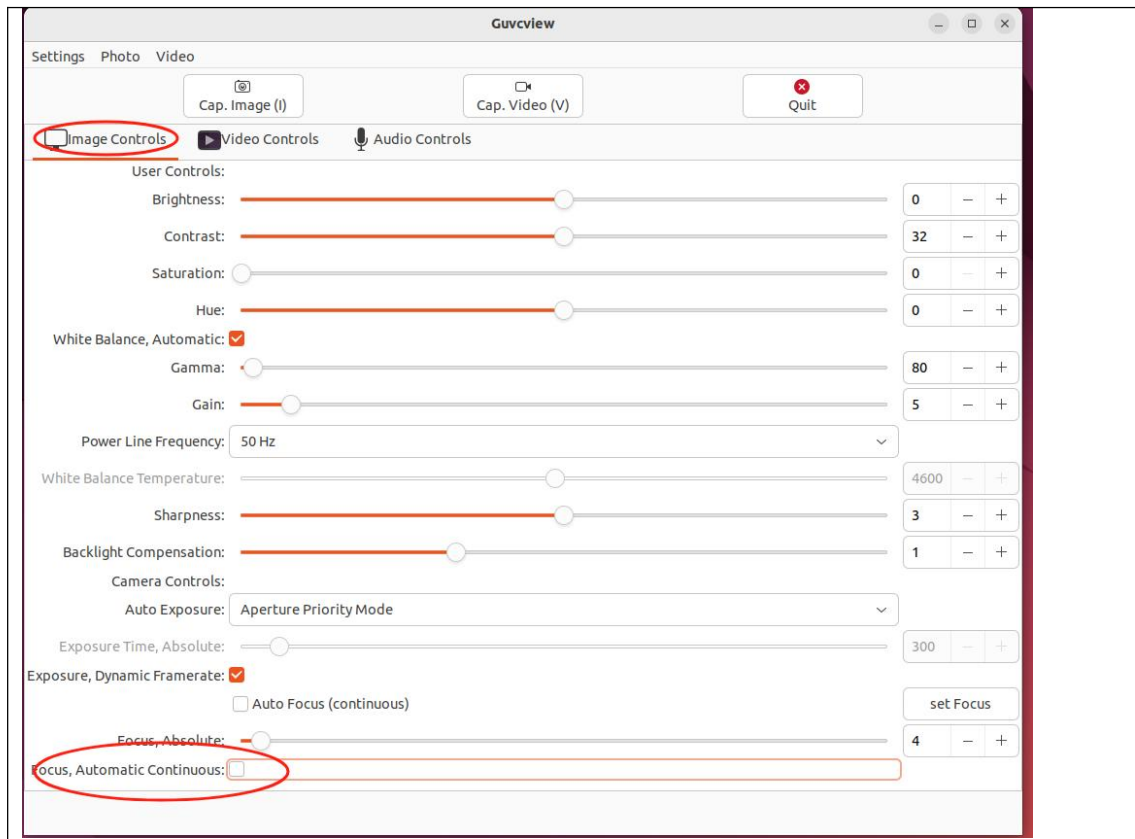 Guvcview
Settings Photo Video
Cap. Image (I) Cap. Video (V) Quit
Image Controls Video Controls Audio Controls
User Controls:
Brightness: 0 − +
Contrast: 32 − +
Saturation: 0 − +
Hue: 0 − +
White Balance, Automatic:
Gamma: 80 − +
Gain: 5 − +
Power Line Frequency: 50 Hz
White Balance Temperature: 4600 − +
Sharpness: 3 − +
Backlight Compensation: 1 − +
Camera Controls:
Auto Exposure: Aperture Priority Mode
Exposure Time, Absolute: 300 − +
Exposure, Dynamic Framerate:
Auto Focus (continuous) set Focus
Focus, Absolute: 4 − +
Focus, Automatic Continuous: